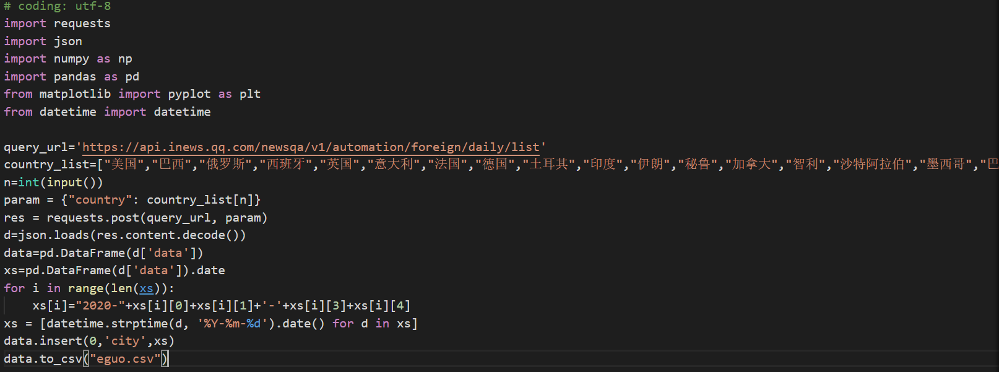 # coding: utf-8
import requests
import json
import numpy as np
import pandas as pd
from matplotlib import pyplot as plt
from datetime import datetime

query_url='https://api.inews.qq.com/newsqa/v1/automation/foreign/daily/list'
country_list=["美国","巴西","俄罗斯","西班牙","英国","意大利","法国","德国","土耳其","印度","伊朗","秘鲁","加拿大","智利","沙特阿拉伯","墨西哥","巴
n=int(input())
param = {"country": country_list[n]}
res = requests.post(query_url, param)
d=json.loads(res.content.decode())
data=pd.DataFrame(d['data'])
xs=pd.DataFrame(d['data']).date
for i in range(len(xs)):
    xs[i]="2020-"+xs[i][0]+xs[i][1]+'-'+xs[i][3]+xs[i][4]
xs = [datetime.strptime(d, '%Y-%m-%d').date() for d in xs]
data.insert(0,'city',xs)
data.to_csv("eguo.csv")